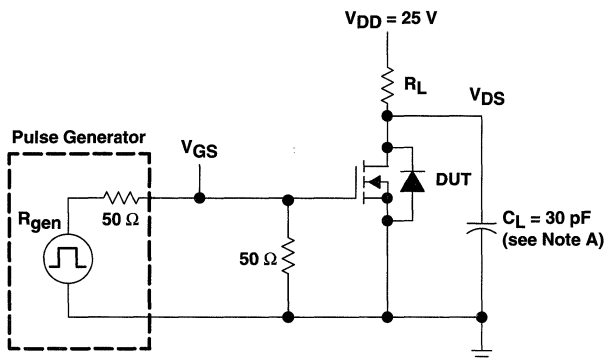 VDD = 25 V
RL
VDS
Pulse Generator
VGS
DUT
Rgen
50 Ω
50 Ω
CL = 30 pF
(see Note A)